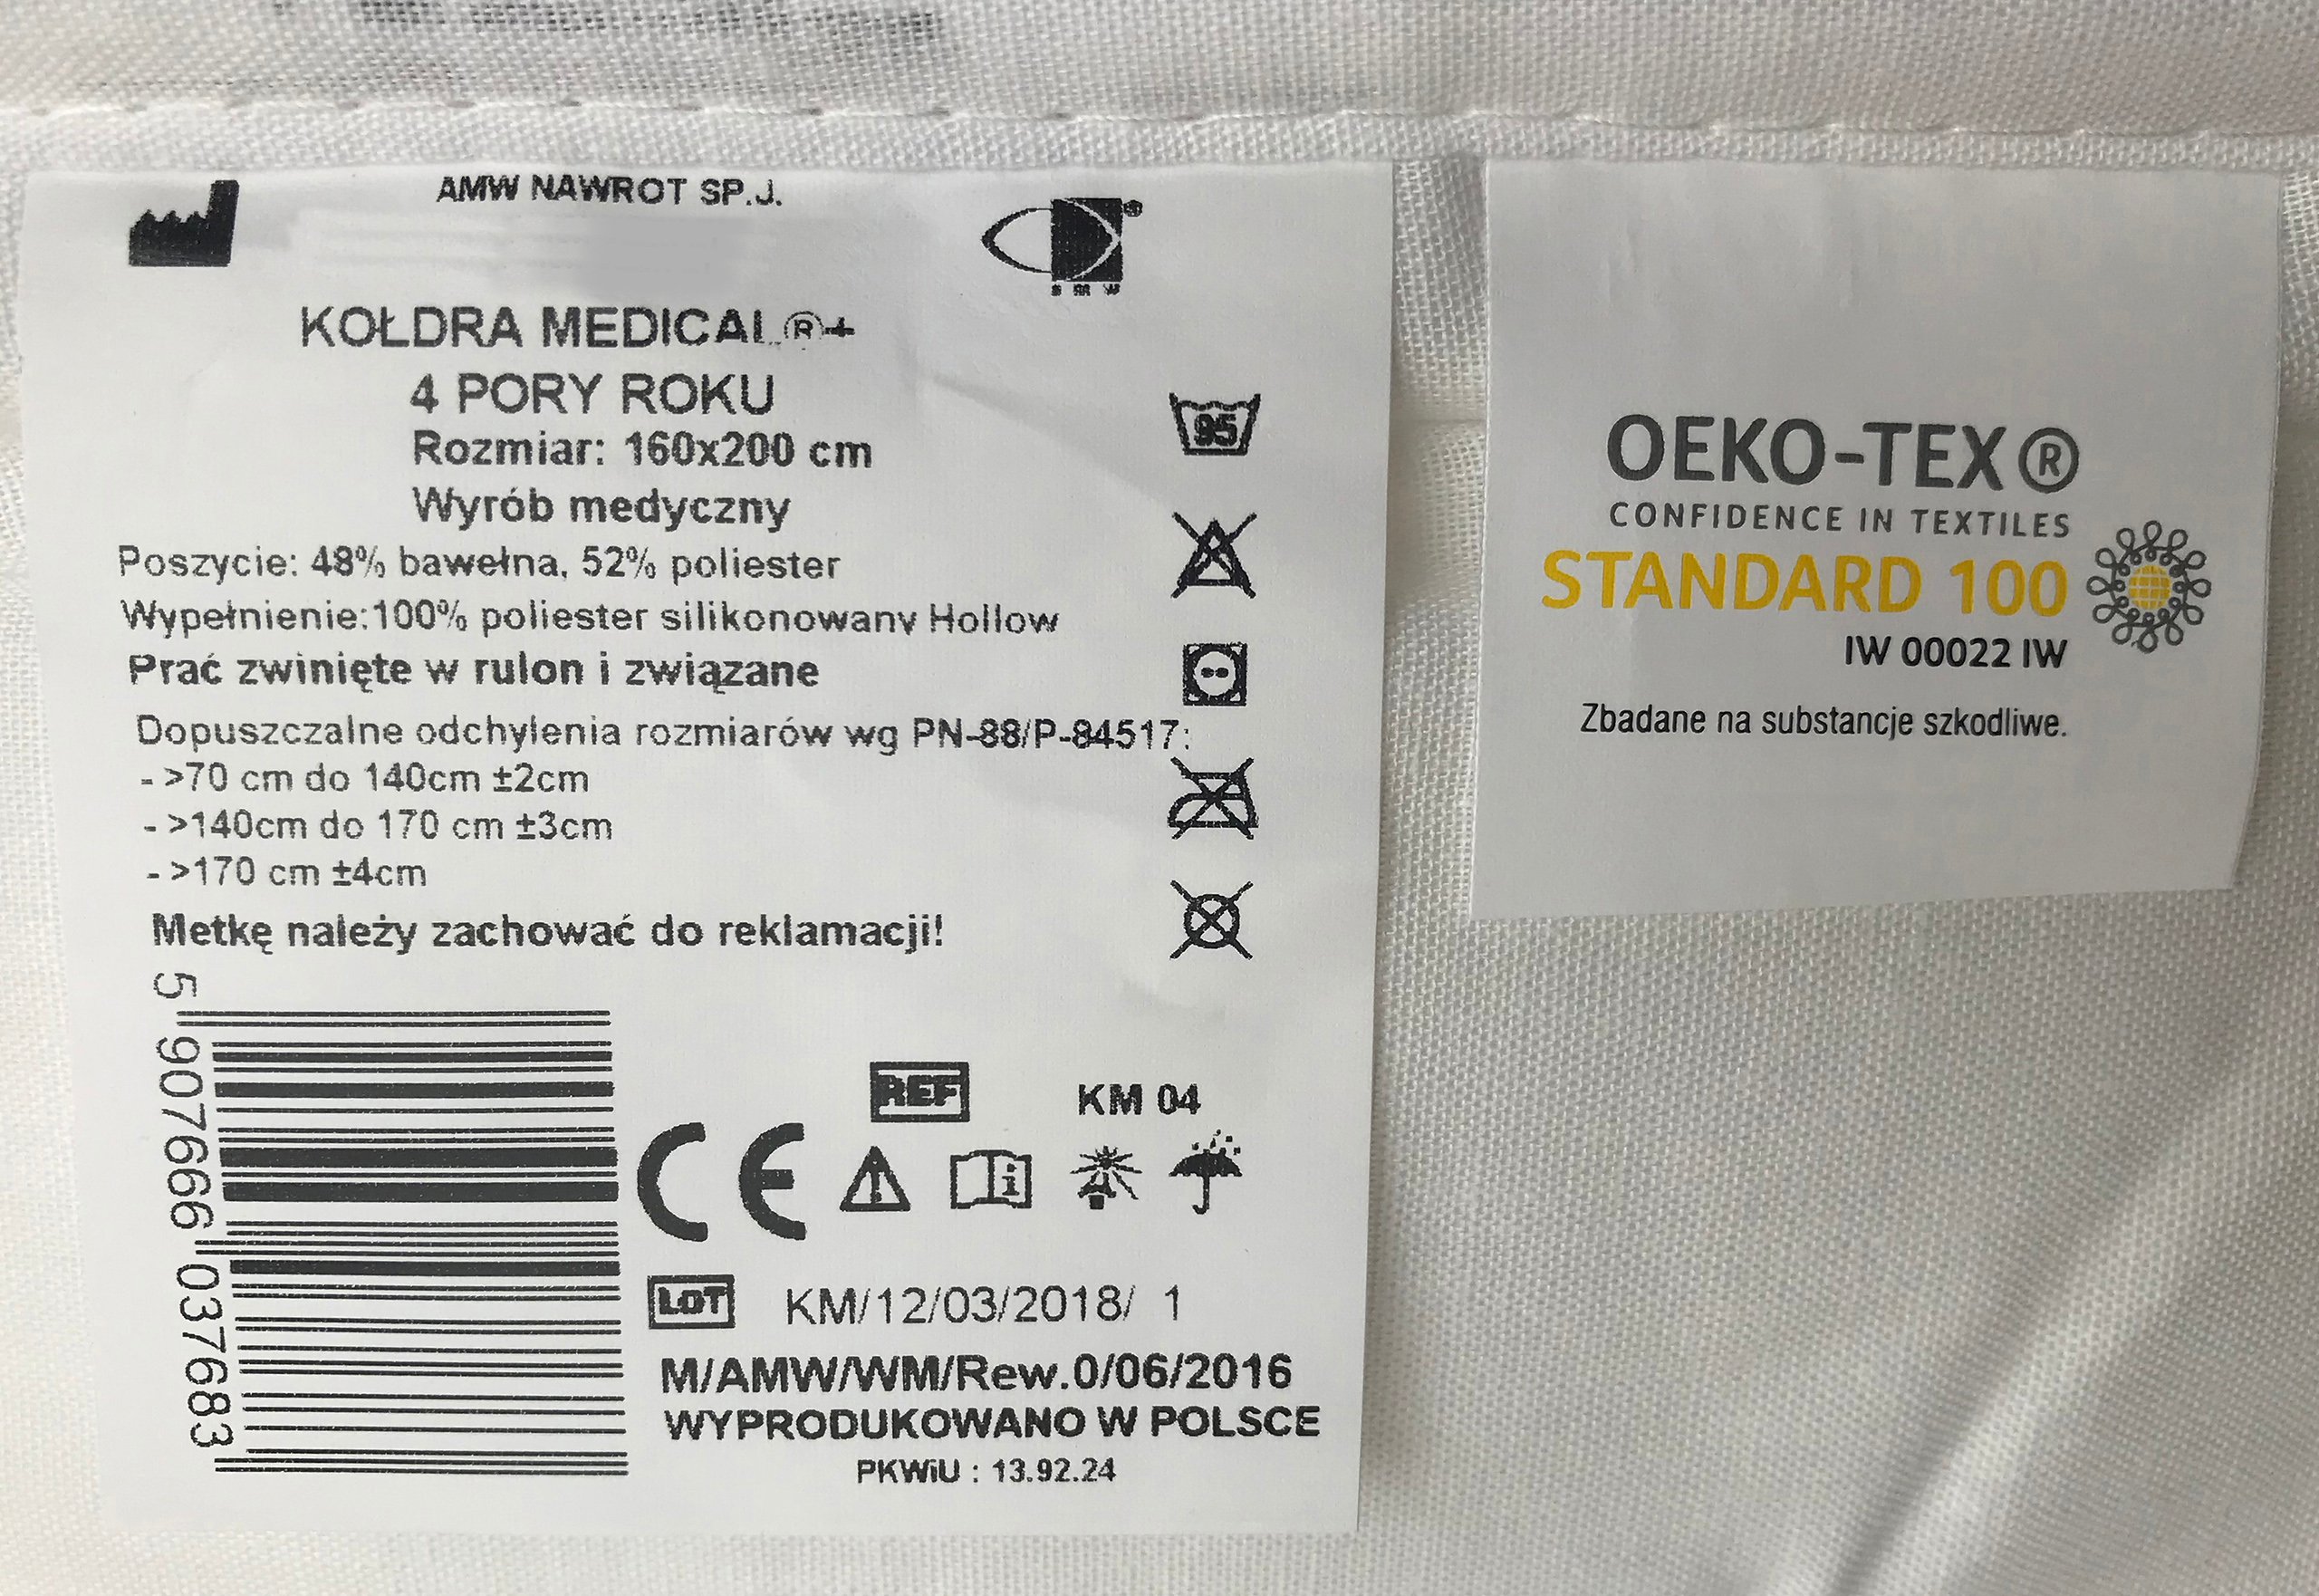 AMW NAWROT SP.J.
amw ®
KOŁDRA MEDICAL®+
4 PORY ROKU
Rozmiar: 160x200 cm
Wyrób medyczny
Poszycie: 48% bawełna, 52% poliester
Wypełnienie:100% poliester silikonowany Hollow
Prać zwinięte w rulon i związane
Dopuszczalne odchylenia rozmiarów wg PN-88/P-84517:
- >70 cm do 140cm ±2cm
- >140cm do 170 cm ±3cm
- >170 cm ±4cm
Metkę należy zachować do reklamacji!
95
5 907666 037683
REF KM 04
CE
LOT KM/12/03/2018/ 1
M/AMW/WM/Rew.0/06/2016
WYPRODUKOWANO W POLSCE
PKWiU : 13.92.24
OEKO-TEX®
CONFIDENCE IN TEXTILES
STANDARD 100
IW 00022 IW
Zbadane na substancje szkodliwe.